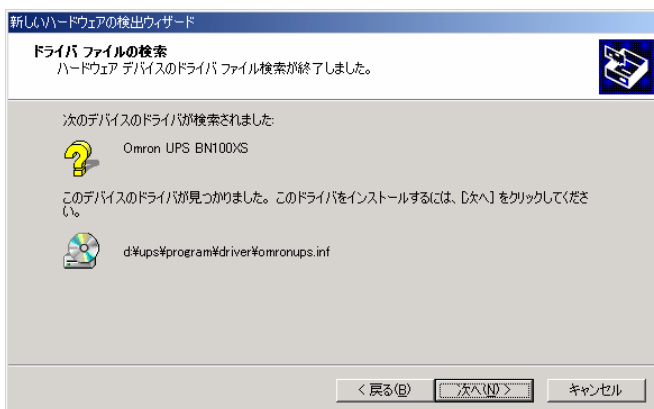 新しいハードウェアの検出ウィザード
ドライバ ファイルの検索
ハードウェア デバイスのドライバ ファイル検索が終了しました。
次のデバイスのドライバが検索されました:
Omron UPS BN100XS
このデバイスのドライバが見つかりました。このドライバをインストールするには、[次へ] をクリックしてくださ
い。
d:¥ups¥program¥driver¥omronups.inf
< 戻る(B)
次へ(N) >
キャンセル